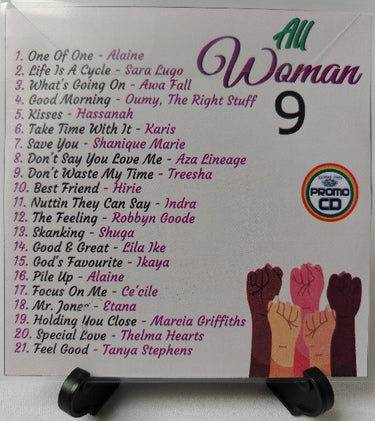 All
Woman
9
1. One Of One - Alaine
2. Life Is A Cycle - Sara Lugo
3. What's Going On - Awa Fall
4. Good Morning - Oumy, The Right Stuff
5. Kisses - Hassanah
6. Take Time With It - Karis
7. Save You - Shanique Marie
8. Don't Say You Love Me - Aza Lineage
9. Don't Waste My Time - Treesha
10. Best Friend - Hirie
11. Nuttin They Can Say - Indra
12. The Feeling - Robbyn Goode
13. Skanking - Shuga
14. Good & Great - Lila Ike
15. God's Favourite - Ikaya
16. Pile Up - Alaine
17. Focus On Me - Ce'cile
18. Mr. Jones - Etana
19. Holding You Close - Marcia Griffiths
20. Special Love - Thelma Hearts
21. Feel Good - Tanya Stephens
PROMO
CD